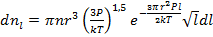 dn_l = πnr^3 (3P/kT)^{1,5} e^{-3πr^2Pl/2kT} √l dl